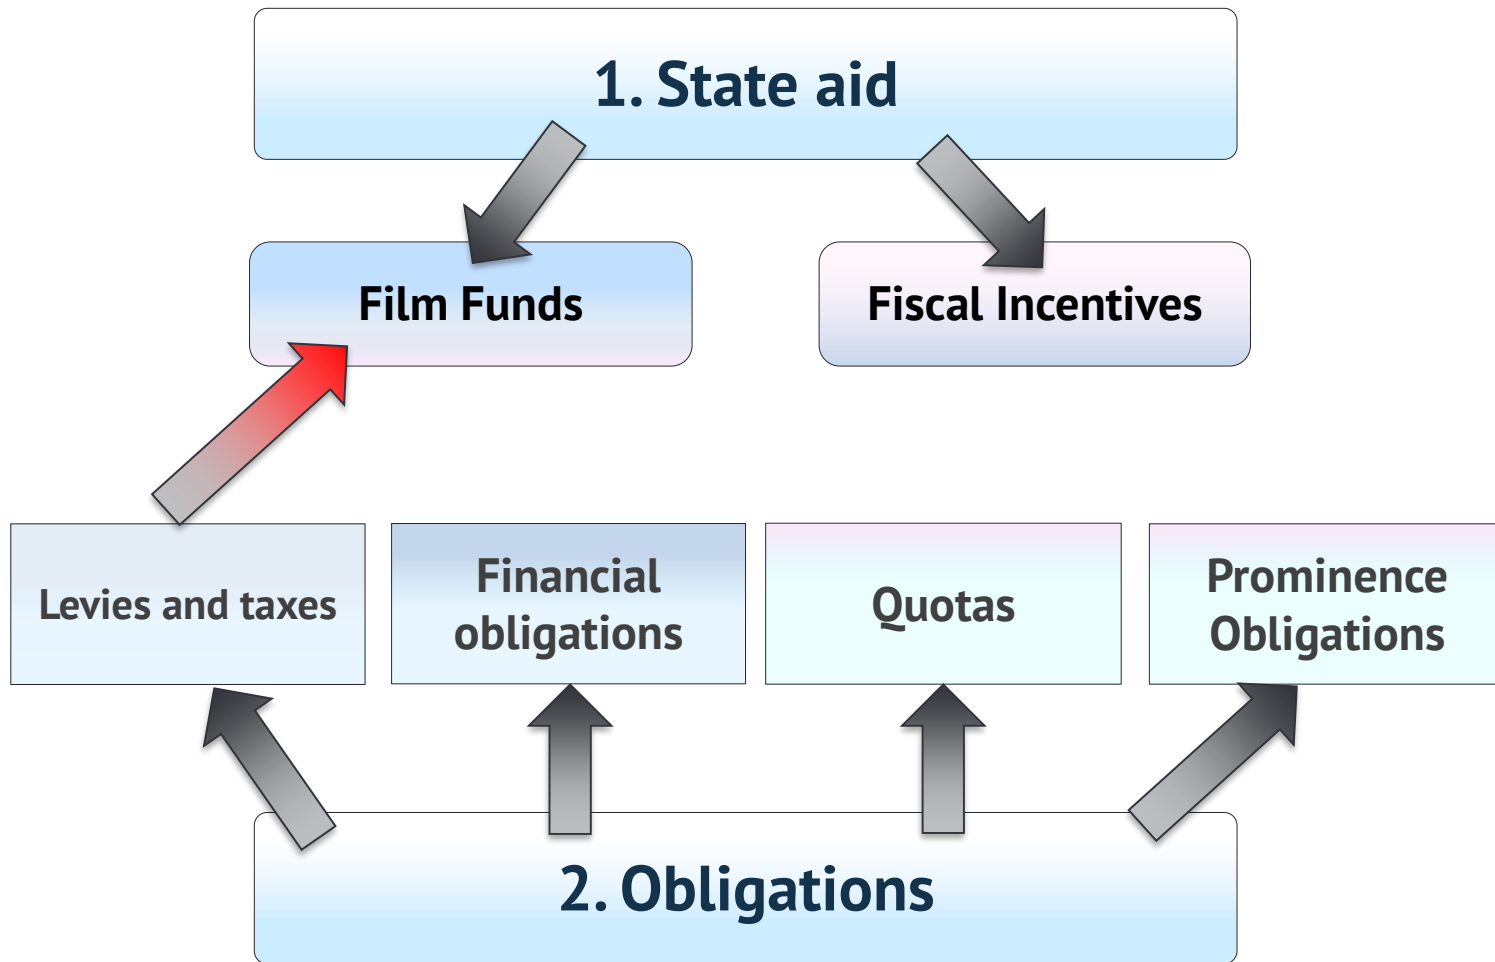 1. State aid
Film Funds
Fiscal Incentives
Levies and taxes
Financial
obligations
Quotas
Prominence
Obligations
2. Obligations